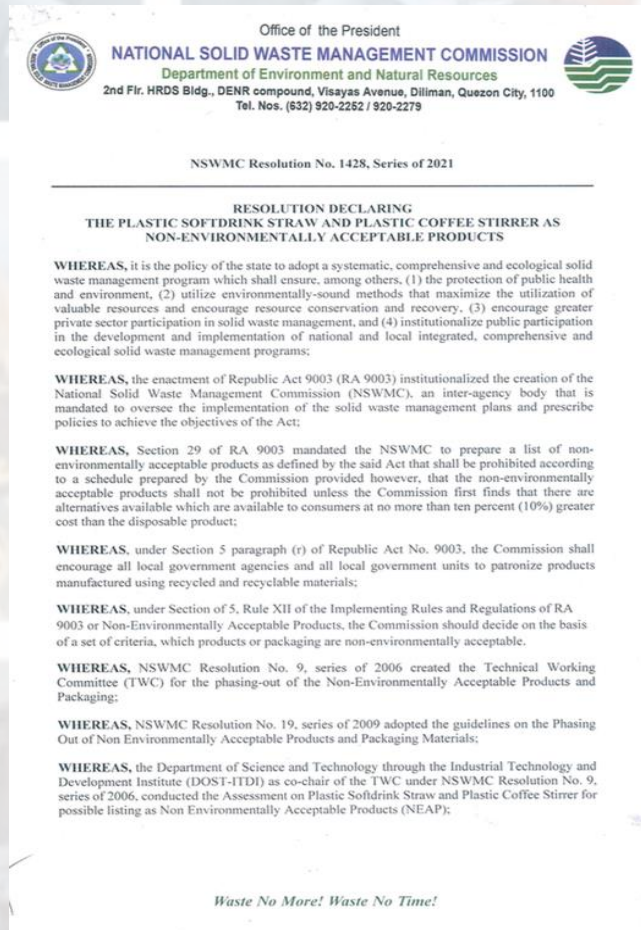 Office of the President
NATIONAL SOLID WASTE MANAGEMENT COMMISSION
Department of Environment and Natural Resources
2nd Flr. HRDS Bldg., DENR compound, Visayas Avenue, Diliman, Quezon City, 1100
Tel. Nos. (632) 920-2252 / 920-2279
NSWMC Resolution No. 1428, Series of 2021
RESOLUTION DECLARING
THE PLASTIC SOFTDRINK STRAW AND PLASTIC COFFEE STIRRER AS
NON-ENVIRONMENTALLY ACCEPTABLE PRODUCTS
WHEREAS, it is the policy of the state to adopt a systematic, comprehensive and ecological solid
waste management program which shall ensure, among others, (1) the protection of public health
and environment, (2) utilize environmentally-sound methods that maximize the utilization of
valuable resources and encourage resource conservation and recovery, (3) encourage greater
private sector participation in solid waste management, and (4) institutionalize public participation
in the development and implementation of national and local integrated, comprehensive and
ecological solid waste management programs;
WHEREAS, the enactment of Republic Act 9003 (RA 9003) institutionalized the creation of the
National Solid Waste Management Commission (NSWMC), an inter-agency body that is
mandated to oversee the implementation of the solid waste management plans and prescribe
policies to achieve the objectives of the Act;
WHEREAS, Section 29 of RA 9003 mandated the NSWMC to prepare a list of non-
environmentally acceptable products as defined by the said Act that shall be prohibited according
to a schedule prepared by the Commission provided however, that the non-environmentally
acceptable products shall not be prohibited unless the Commission first finds that there are
alternatives available which are available to consumers at no more than ten percent (10%) greater
cost than the disposable product;
WHEREAS, under Section 5 paragraph (r) of Republic Act No. 9003, the Commission shall
encourage all local government agencies and all local government units to patronize products
manufactured using recycled and recyclable materials;
WHEREAS, under Section of 5, Rule XII of the Implementing Rules and Regulations of RA
9003 or Non-Environmentally Acceptable Products, the Commission should decide on the basis
of a set of criteria, which products or packaging are non-environmentally acceptable.
WHEREAS, NSWMC Resolution No. 9, series of 2006 created the Technical Working
Committee (TWC) for the phasing-out of the Non-Environmentally Acceptable Products and
Packaging;
WHEREAS, NSWMC Resolution No. 19, series of 2009 adopted the guidelines on the Phasing
Out of Non Environmentally Acceptable Products and Packaging Materials;
WHEREAS, the Department of Science and Technology through the Industrial Technology and
Development Institute (DOST-ITDI) as co-chair of the TWC under NSWMC Resolution No. 9,
series of 2006, conducted the Assessment on Plastic Softdrink Straw and Plastic Coffee Stirrer for
possible listing as Non Environmentally Acceptable Products (NEAP);
Waste No More! Waste No Time!